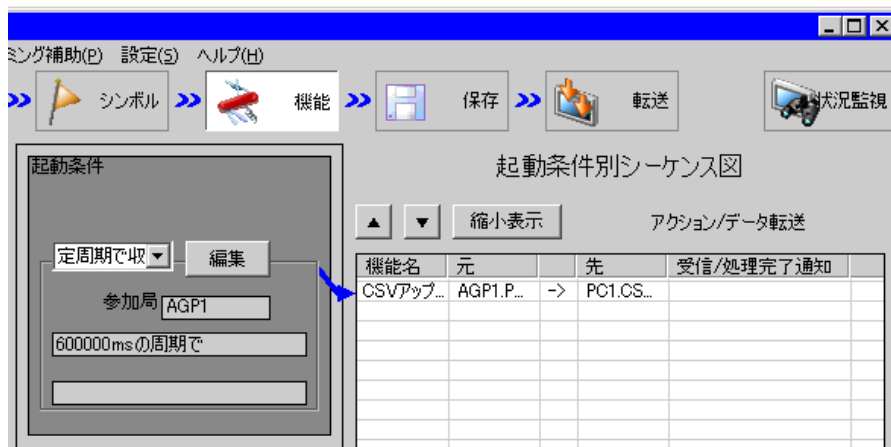 ミング補助(P) 設定(S) ヘルプ(H)
シンボル 機能 保存 転送 状況監視
起動条件
起動条件別シーケンス図
縮小表示 アクション/データ転送
定周期で収 編集
機能名 元 先 受信/処理完了通知
CSVアップ... AGP1.P... -> PC1.CS...
参加局 AGP1
600000msの周期で